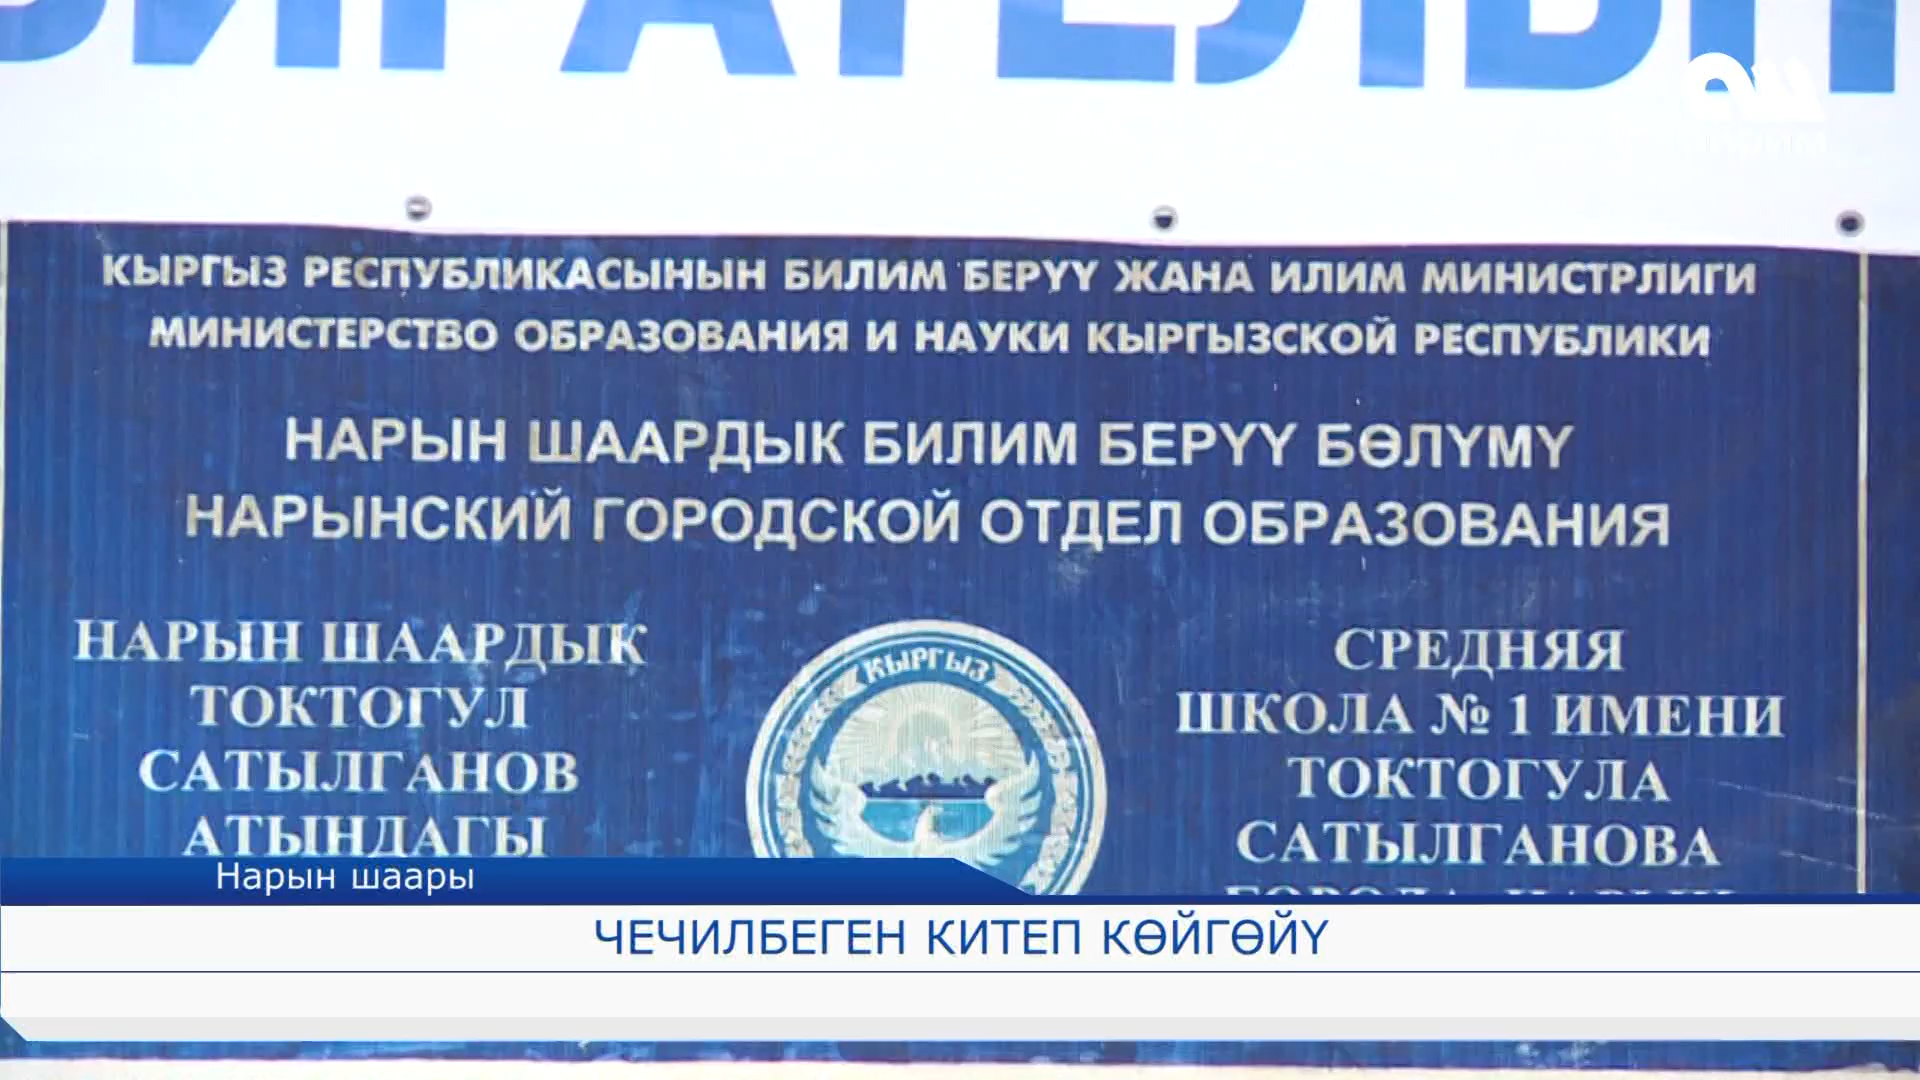 КЫРГЫЗ РЕСПУБЛИКАСЫНЫН БИЛИМ БЕРҮҮ ЖАНА ИЛИМ МИНИСТРЛИГИ
МИНИСТЕРСТВО ОБРАЗОВАНИЯ И НАУКИ КЫРГЫЗСКОЙ РЕСПУБЛИКИ
НАРЫН ШААРДЫК БИЛИМ БЕРҮҮ БӨЛҮМҮ
НАРЫНСКИЙ ГОРОДСКОЙ ОТДЕЛ ОБРАЗОВАНИЯ
НАРЫН ШААРДЫК
ТОКТОГУЛ
САТЫЛГАНОВ
АТЫНДАГЫ
КЫРГЫЗ
СРЕДНЯЯ
ШКОЛА № 1 ИМЕНИ
ТОКТОГУЛА
САТЫЛГАНОВА
Нарын шаары
ЧЕЧИЛБЕГЕН КИТЕП КӨЙГӨЙҮ